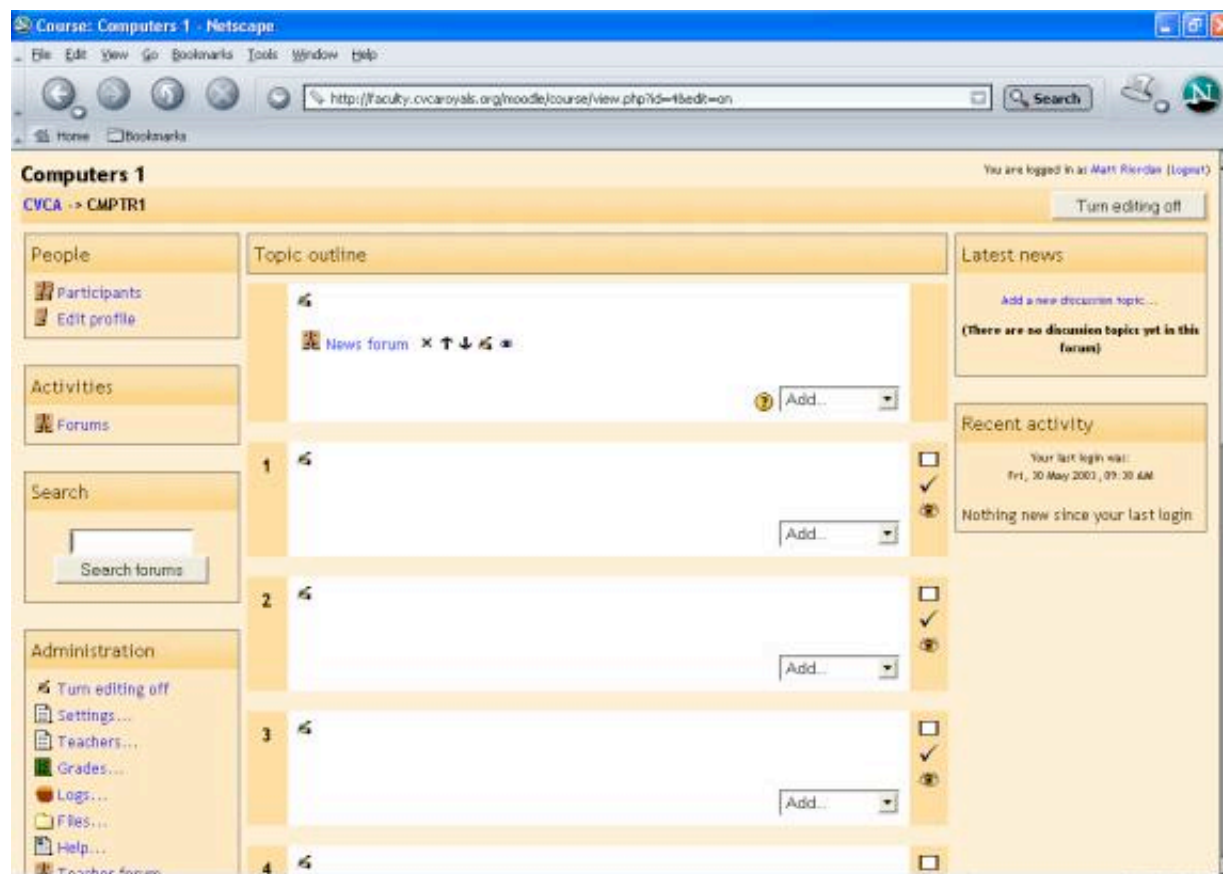 Course: Computers 1 - Netscape
File Edit View Go Bookmarks Tools Window Help
http://faculty.cvcaroyals.org/moodle/course/view.php?id=4&edit=on
Search
Home Bookmarks
Computers 1
You are logged in as Matt Riordan (Logout)
CVCA -> CMPTR1
Turn editing off
People
Participants
Edit profile
Activities
Forums
Search
Search forums
Administration
Turn editing off
Settings...
Teachers...
Grades...
Logs...
Files...
Help...
Teacher forum
Topic outline
News forum
Add...
1
Add...
2
Add...
3
Add...
4
Latest news
Add a new discussion topic...
(There are no discussion topics yet in this
forum)
Recent activity
Your last login was:
Fri, 30 May 2003, 09:30 AM
Nothing new since your last login